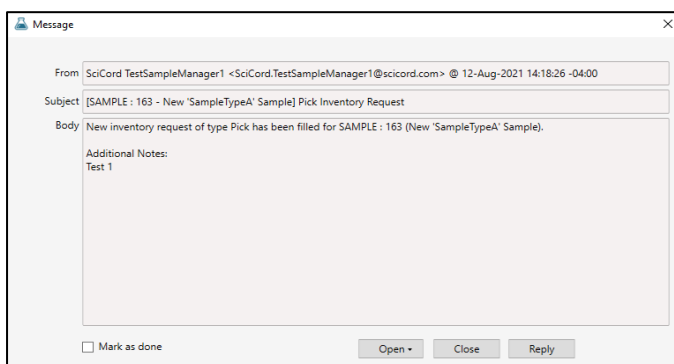 Message
From SciCord TestSampleManager1 <SciCord.TestSampleManager1@scicord.com> @ 12-Aug-2021 14:18:26 -04:00
Subject [SAMPLE : 163 - New 'SampleTypeA' Sample] Pick Inventory Request
Body New inventory request of type Pick has been filled for SAMPLE : 163 (New 'SampleTypeA' Sample).
Additional Notes:
Test 1
Mark as done Open Close Reply